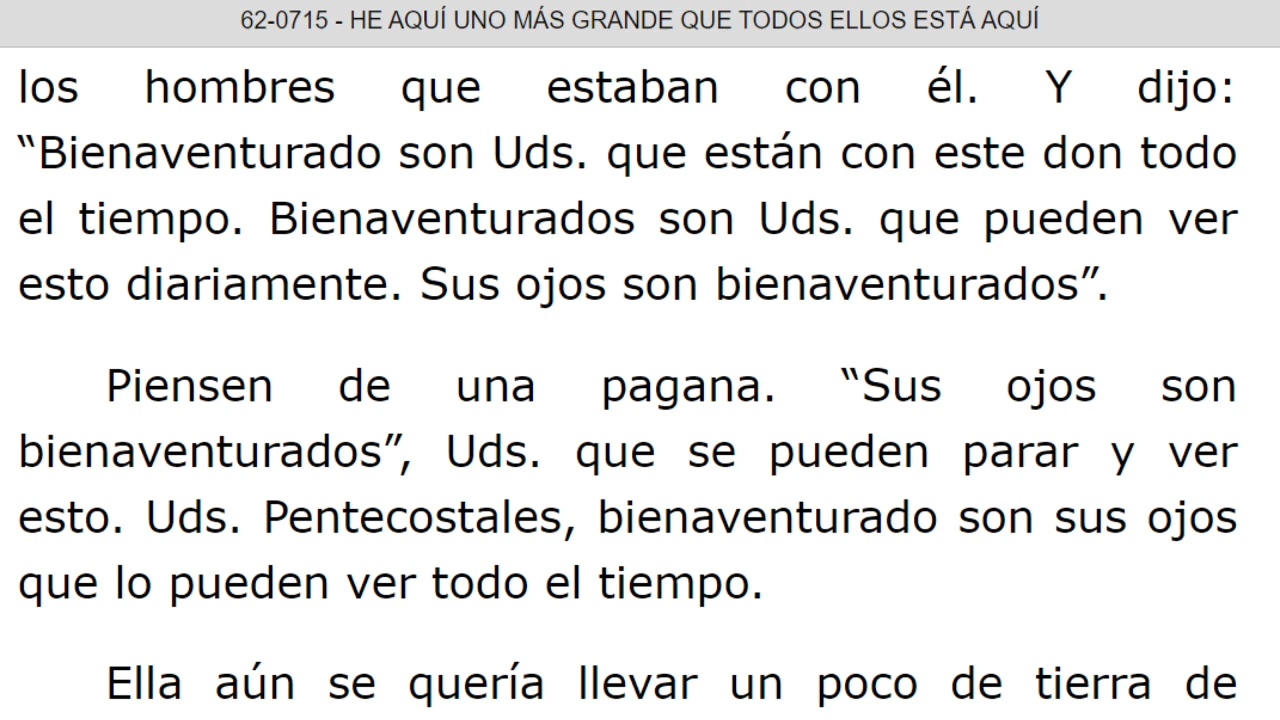 62-0715 - HE AQUÍ UNO MÁS GRANDE QUE TODOS ELLOS ESTÁ AQUÍ
los hombres que estaban con él. Y dijo:
“Bienaventurado son Uds. que están con este don todo
el tiempo. Bienaventurados son Uds. que pueden ver
esto diariamente. Sus ojos son bienaventurados”.
Piensen de una pagana. “Sus ojos son
bienaventurados”, Uds. que se pueden parar y ver
esto. Uds. Pentecostales, bienaventurado son sus ojos
que lo pueden ver todo el tiempo.
Ella aún se quería llevar un poco de tierra de